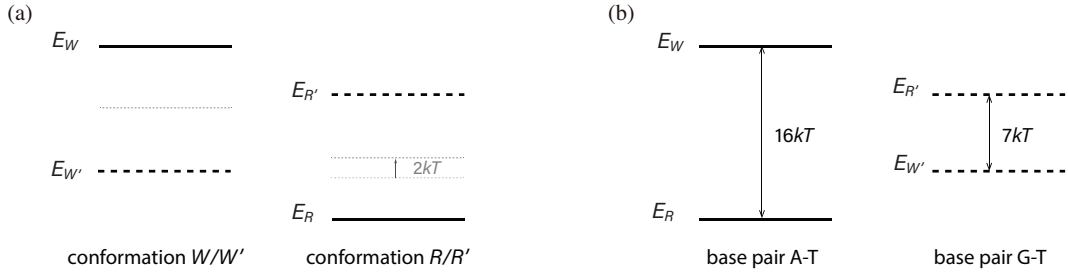 (a)
E_W
E_R'
E_W'
2kT
E_R
conformation W/W'
conformation R/R'
(b)
E_W
E_R'
16kT
7kT
E_W'
E_R
base pair A-T
base pair G-T